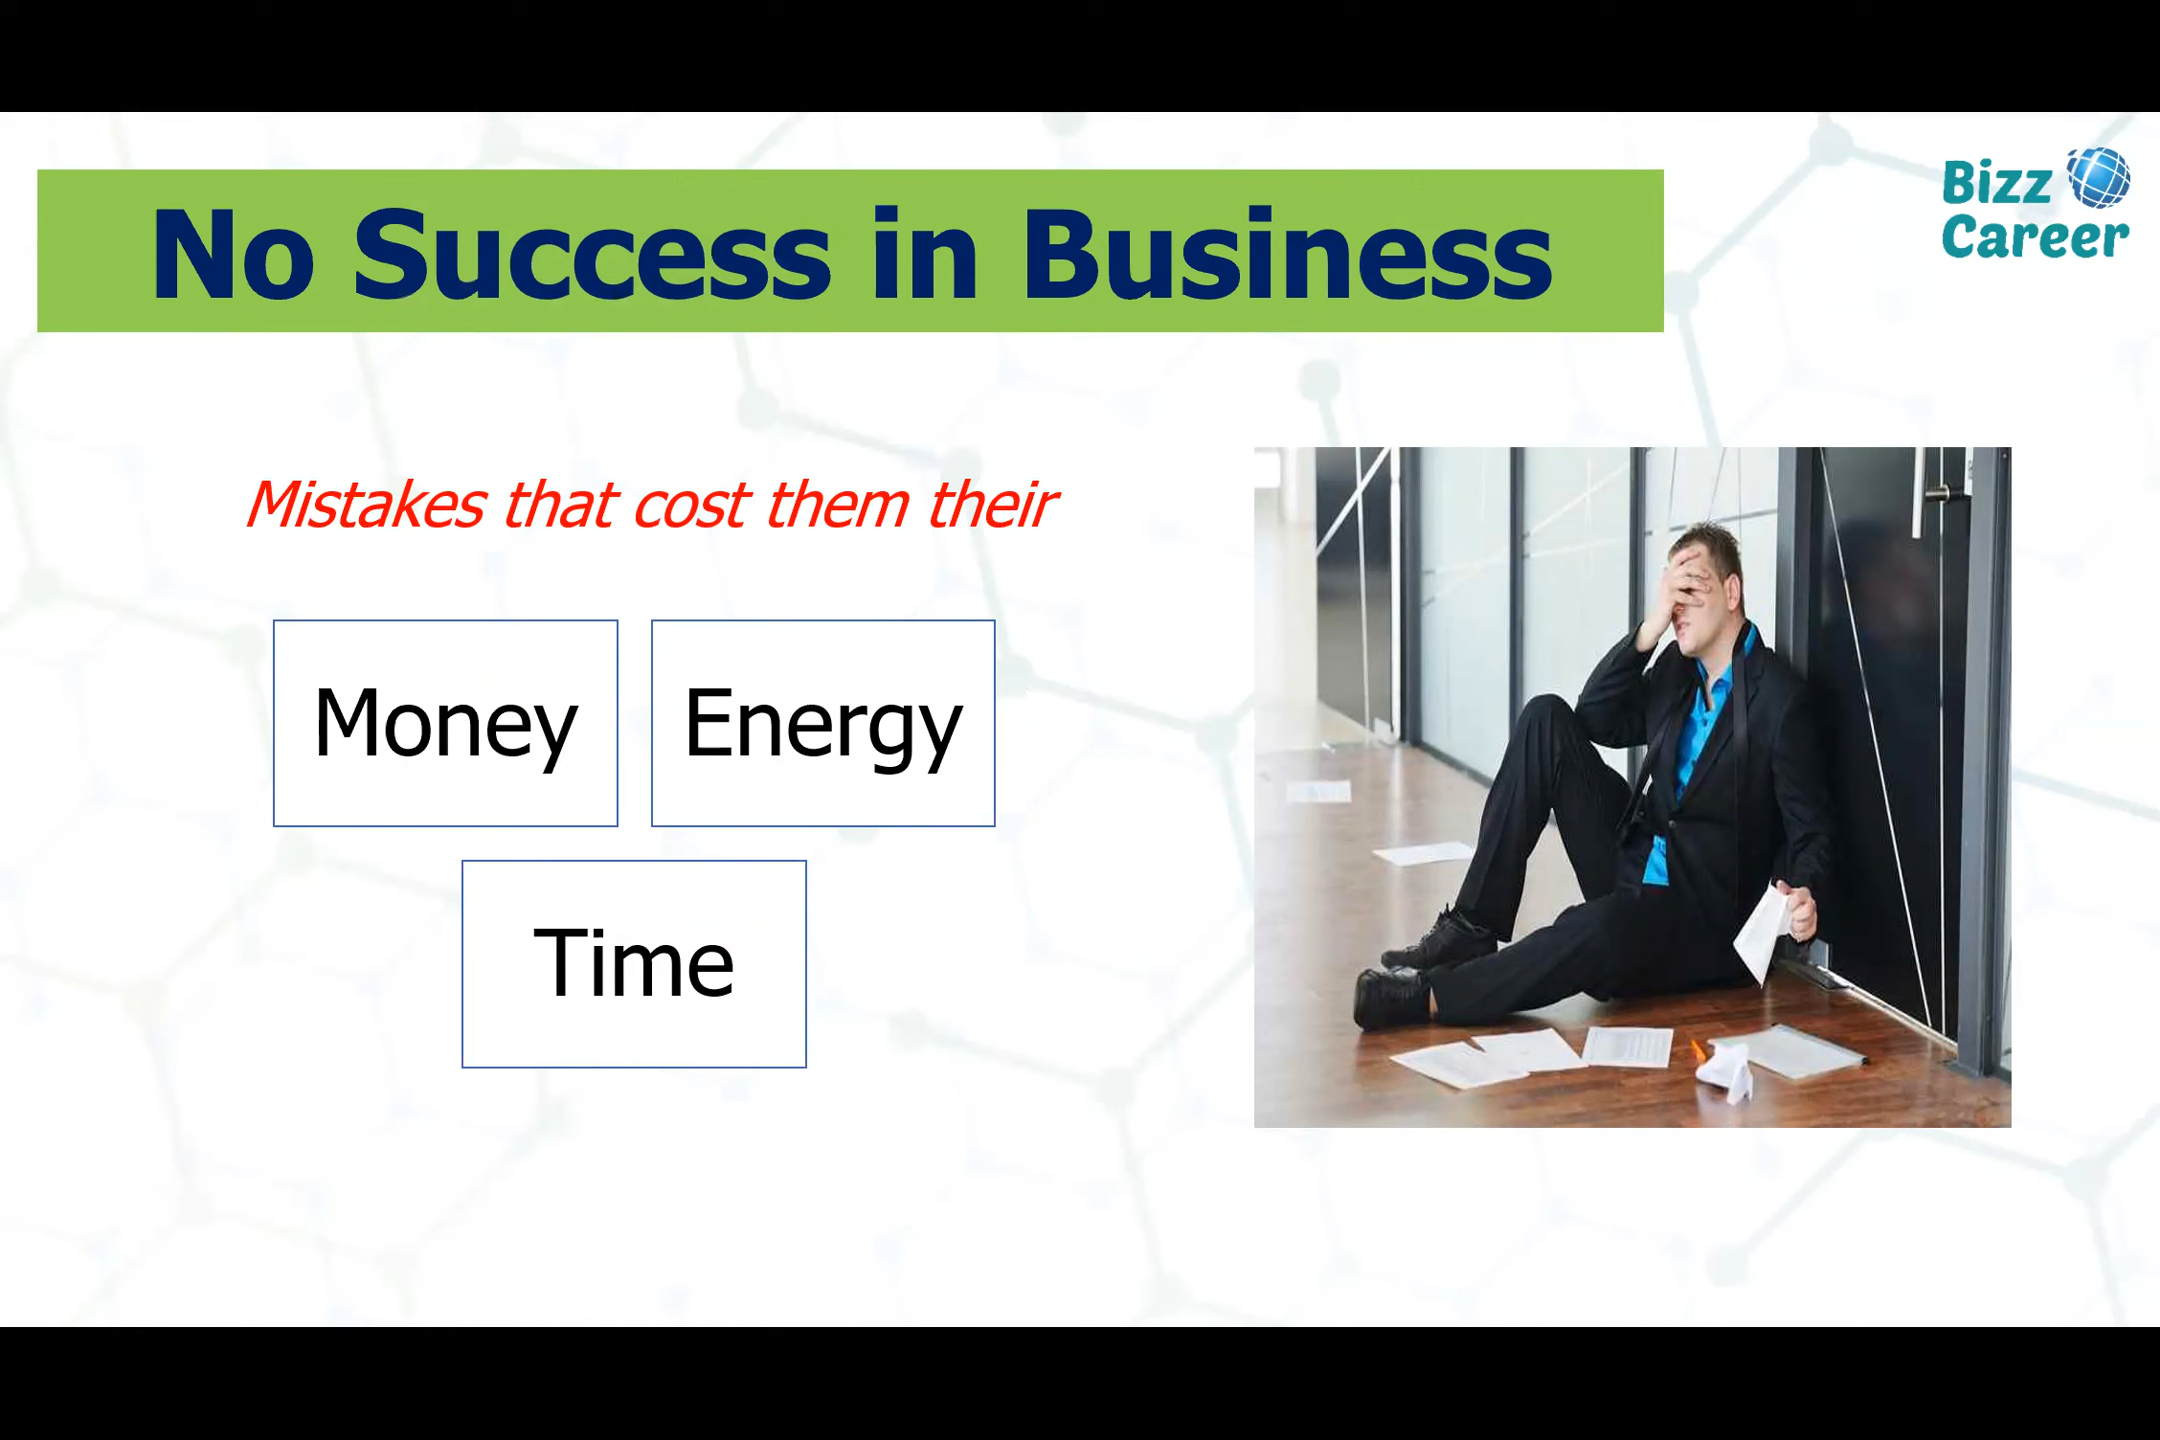 No Success in Business
Bizz
Career
Mistakes that cost them their
Money
Energy
Time